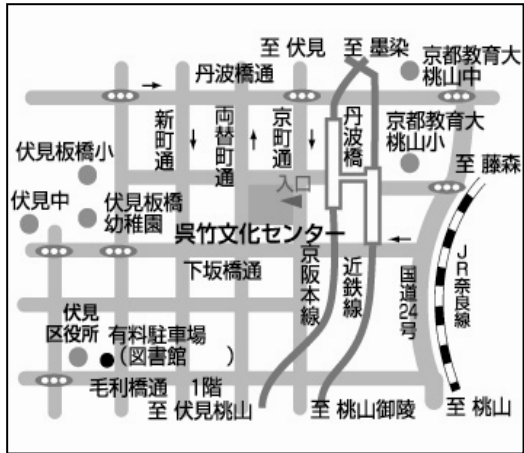 至 伏見
至 墨染
京都教育大
桃山中
丹波橋通
新町通
両替町通
京町通
丹波橋
京都教育大
桃山小
至 藤森
伏見板橋小
伏見中
伏見板橋
幼稚園
入口
呉竹文化センター
下坂橋通
京阪本線
近鉄線
国道24号
JR奈良線
伏見
区役所
有料駐車場
(図書館 )
毛利橋通 1階
至 伏見桃山
至 桃山御陵
至 桃山